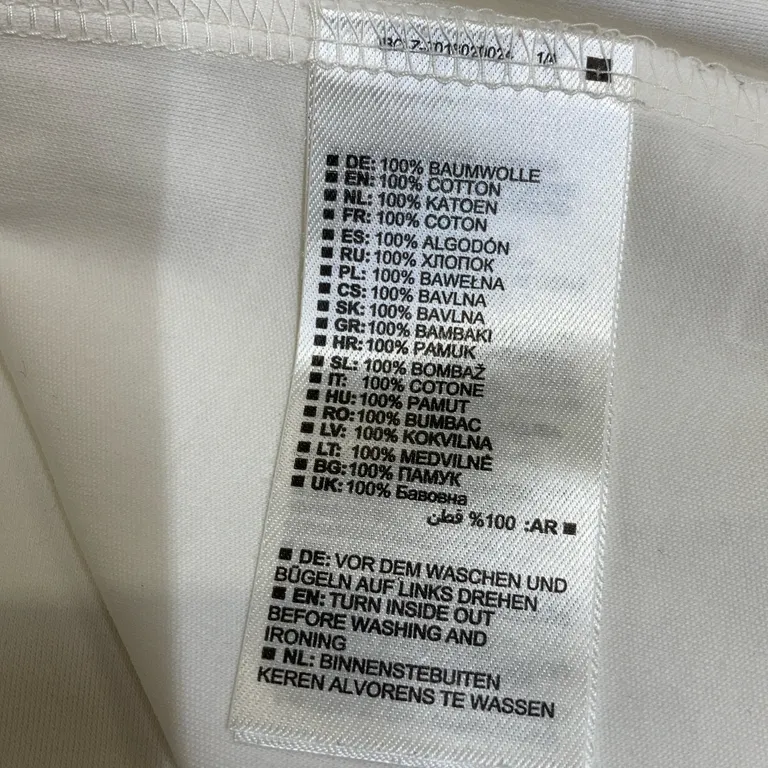 1/4
■ DE: 100% BAUMWOLLE
■ EN: 100% COTTON
■ NL: 100% KATOEN
■ FR: 100% COTON
■ ES: 100% ALGODÓN
■ RU: 100% ХЛОПОК
■ PL: 100% BAWEŁNA
■ CS: 100% BAVLNA
■ SK: 100% BAVLNA
■ GR: 100% BAMBAKI
■ HR: 100% PAMUK
■ SL: 100% BOMBAŽ
■ IT: 100% COTONE
■ HU: 100% PAMUT
■ RO: 100% BUMBAC
■ LV: 100% KOKVILNA
■ LT: 100% MEDVILNĖ
■ BG: 100% ПАМУК
■ UK: 100% Бавовна
■ AR: 100% قطن
■ DE: VOR DEM WASCHEN UND
BÜGELN AUF LINKS DREHEN
■ EN: TURN INSIDE OUT
BEFORE WASHING AND
IRONING
■ NL: BINNENSTEBUITEN
KEREN ALVORENS TE WASSEN